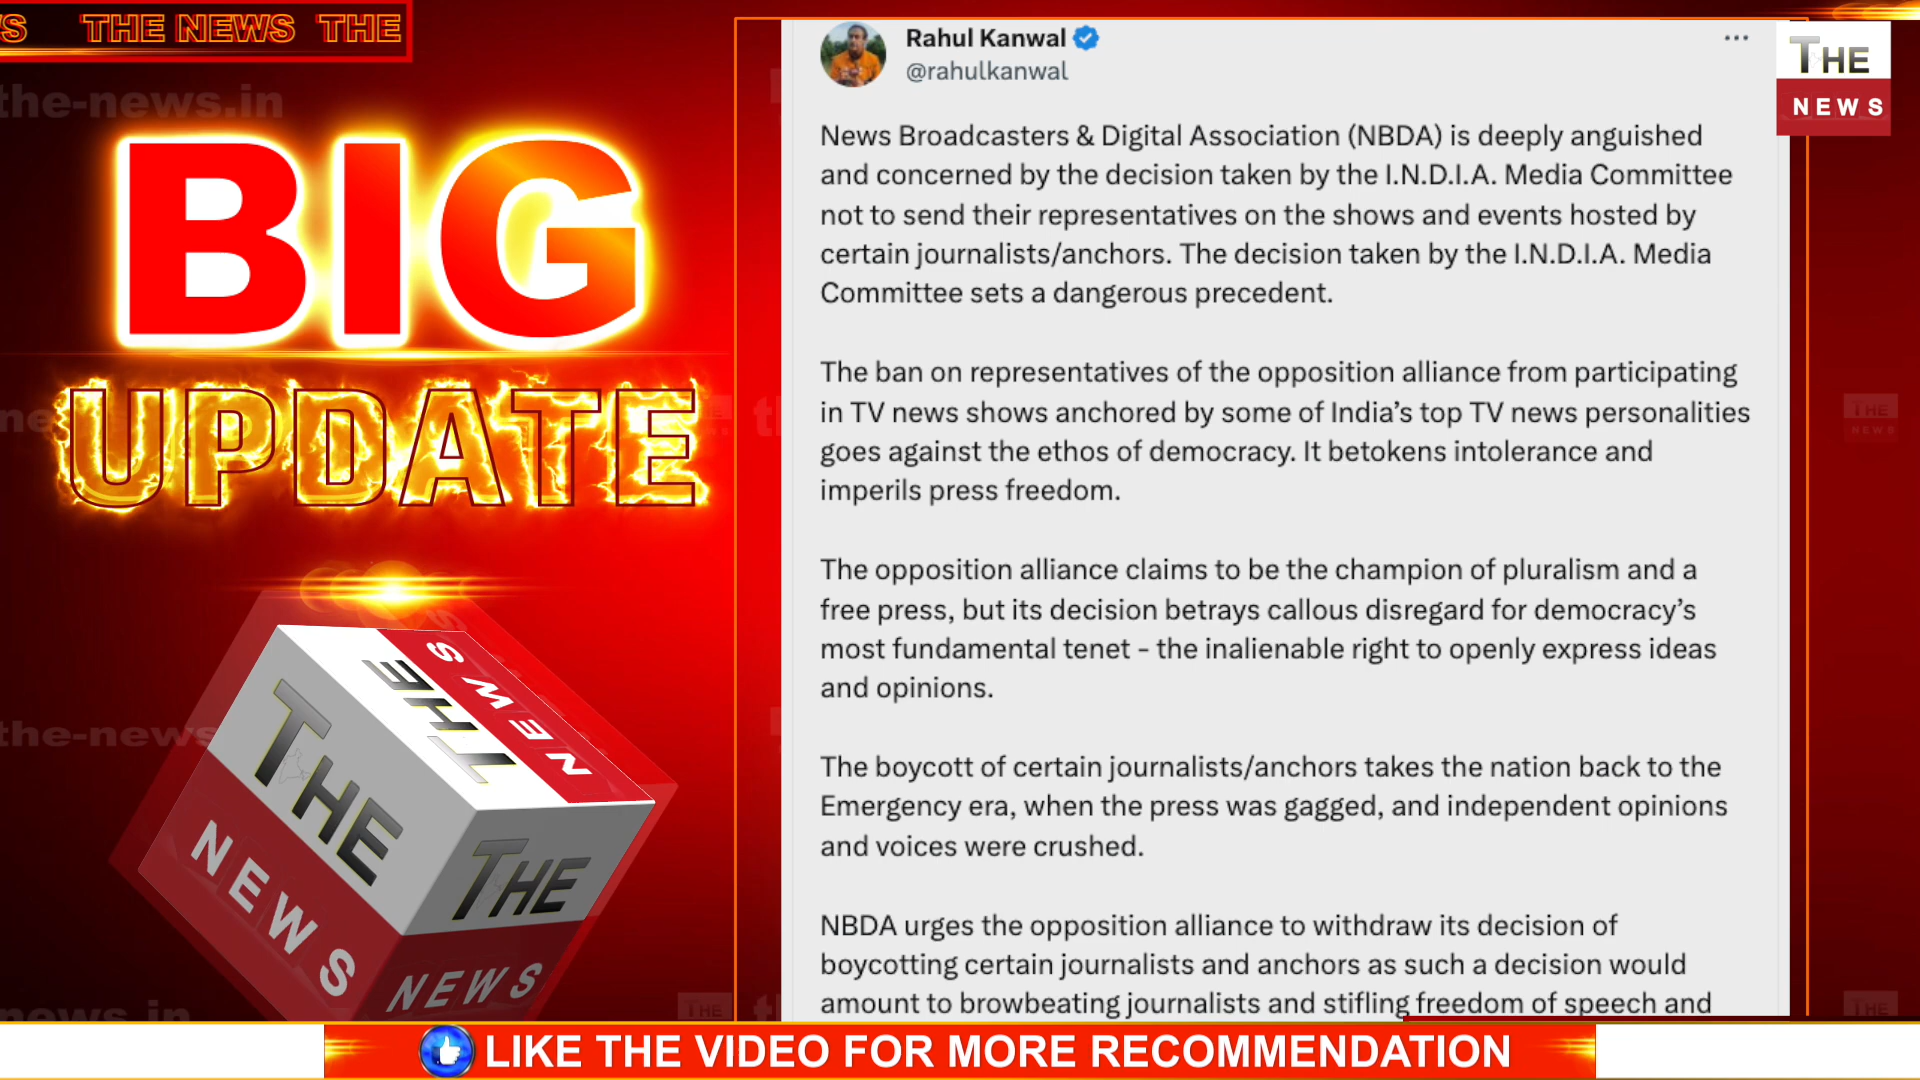 S THE NEWS THE
the-news.in
BIG
UPDATE
the-news
THE
NEWS
THE
NEWS
THE
NEWS
news.in
Rahul Kanwal
@rahulkanwal
...
THE
NEWS
News Broadcasters & Digital Association (NBDA) is deeply anguished
and concerned by the decision taken by the I.N.D.I.A. Media Committee
not to send their representatives on the shows and events hosted by
certain journalists/anchors. The decision taken by the I.N.D.I.A. Media
Committee sets a dangerous precedent.
The ban on representatives of the opposition alliance from participating
in TV news shows anchored by some of India’s top TV news personalities
goes against the ethos of democracy. It betokens intolerance and
imperils press freedom.
The opposition alliance claims to be the champion of pluralism and a
free press, but its decision betrays callous disregard for democracy’s
most fundamental tenet - the inalienable right to openly express ideas
and opinions.
The boycott of certain journalists/anchors takes the nation back to the
Emergency era, when the press was gagged, and independent opinions
and voices were crushed.
NBDA urges the opposition alliance to withdraw its decision of
boycotting certain journalists and anchors as such a decision would
amount to browbeating journalists and stifling freedom of speech and
THE
NEWS
THE
LIKE THE VIDEO FOR MORE RECOMMENDATION